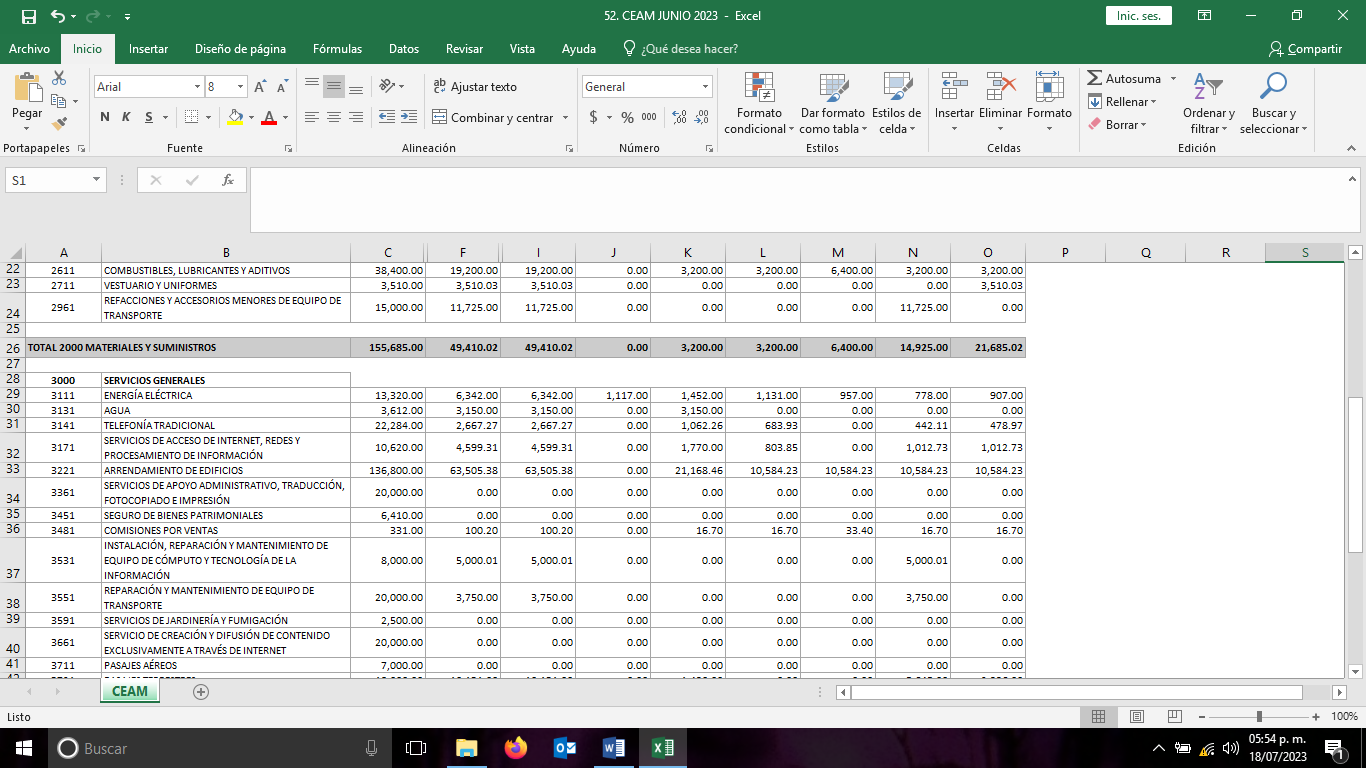 52. CEAM JUNIO 2023 - Excel
Inic. ses.
Archivo Inicio Insertar Diseño de página Fórmulas Datos Revisar Vista Ayuda ¿Qué desea hacer? Compartir
Pegar
Portapapeles
Arial 8
N K S
Fuente
Ajustar texto
Combinar y centrar
Alineación
General
$ % 000
Número
Formato condicional
Dar formato como tabla
Estilos de celda
Estilos
Insertar Eliminar Formato
Celdas
Autosuma
Rellenar
Borrar
Ordenar y filtrar
Buscar y seleccionar
Edición
S1 fx
A B C F I J K L M N O P Q R S
22 2611 COMBUSTIBLES, LUBRICANTES Y ADITIVOS 38,400.00 19,200.00 19,200.00 0.00 3,200.00 3,200.00 6,400.00 3,200.00 3,200.00
23 2711 VESTUARIO Y UNIFORMES 3,510.00 3,510.03 3,510.03 0.00 0.00 0.00 0.00 0.00 3,510.03
24 2961 REFACCIONES Y ACCESORIOS MENORES DE EQUIPO DE TRANSPORTE 15,000.00 11,725.00 11,725.00 0.00 0.00 0.00 0.00 11,725.00 0.00
25
26 TOTAL 2000 MATERIALES Y SUMINISTROS 155,685.00 49,410.02 49,410.02 0.00 3,200.00 3,200.00 6,400.00 14,925.00 21,685.02
27
28 3000 SERVICIOS GENERALES
29 3111 ENERGÍA ELÉCTRICA 13,320.00 6,342.00 6,342.00 1,117.00 1,452.00 1,131.00 957.00 778.00 907.00
30 3131 AGUA 3,612.00 3,150.00 3,150.00 0.00 3,150.00 0.00 0.00 0.00 0.00
31 3141 TELEFONÍA TRADICIONAL 22,284.00 2,667.27 2,667.27 0.00 1,062.26 683.93 0.00 442.11 478.97
32 3171 SERVICIOS DE ACCESO DE INTERNET, REDES Y PROCESAMIENTO DE INFORMACIÓN 10,620.00 4,599.31 4,599.31 0.00 1,770.00 803.85 0.00 1,012.73 1,012.73
33 3221 ARRENDAMIENTO DE EDIFICIOS 136,800.00 63,505.38 63,505.38 0.00 21,168.46 10,584.23 10,584.23 10,584.23 10,584.23
34 3361 SERVICIOS DE APOYO ADMINISTRATIVO, TRADUCCIÓN, FOTOCOPIADO E IMPRESIÓN 20,000.00 0.00 0.00 0.00 0.00 0.00 0.00 0.00 0.00
35 3451 SEGURO DE BIENES PATRIMONIALES 6,410.00 0.00 0.00 0.00 0.00 0.00 0.00 0.00 0.00
36 3481 COMISIONES POR VENTAS 331.00 100.20 100.20 0.00 16.70 16.70 33.40 16.70 16.70
37 3531 INSTALACIÓN, REPARACIÓN Y MANTENIMIENTO DE EQUIPO DE CÓMPUTO Y TECNOLOGÍA DE LA INFORMACIÓN 8,000.00 5,000.01 5,000.01 0.00 0.00 0.00 0.00 5,000.01 0.00
38 3551 REPARACIÓN Y MANTENIMIENTO DE EQUIPO DE TRANSPORTE 20,000.00 3,750.00 3,750.00 0.00 0.00 0.00 0.00 3,750.00 0.00
39 3591 SERVICIOS DE JARDINERÍA Y FUMIGACIÓN 2,500.00 0.00 0.00 0.00 0.00 0.00 0.00 0.00 0.00
40 3661 SERVICIO DE CREACIÓN Y DIFUSIÓN DE CONTENIDO EXCLUSIVAMENTE A TRAVÉS DE INTERNET 20,000.00 0.00 0.00 0.00 0.00 0.00 0.00 0.00 0.00
41 3711 PASAJES AÉREOS 7,000.00 0.00 0.00 0.00 0.00 0.00 0.00 0.00 0.00
CEAM
Listo 100%
Buscar
05:54 p. m.
18/07/2023
1